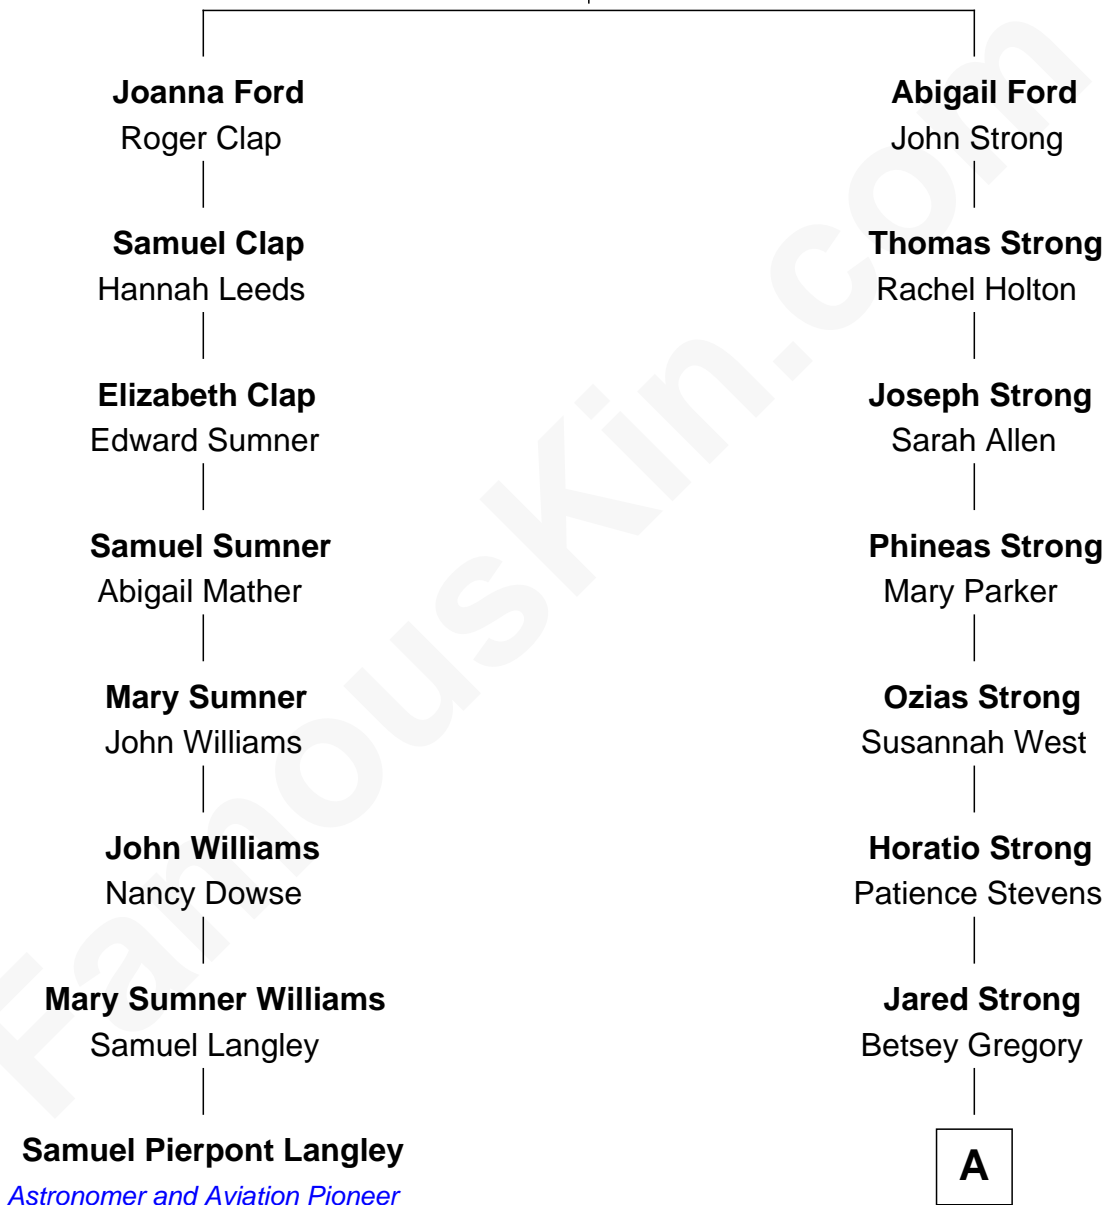 Joanna Ford
Roger Clap
Abigail Ford
John Strong
Samuel Clap
Hannah Leeds
Thomas Strong
Rachel Holton
Elizabeth Clap
Edward Sumner
Joseph Strong
Sarah Allen
Samuel Sumner
Abigail Mather
Phineas Strong
Mary Parker
Mary Sumner
John Williams
Ozias Strong
Susannah West
John Williams
Nancy Dowse
Horatio Strong
Patience Stevens
Mary Sumner Williams
Samuel Langley
Jared Strong
Betsey Gregory
Samuel Pierpont Langley
Astronomer and Aviation Pioneer
A
FamousKin.com